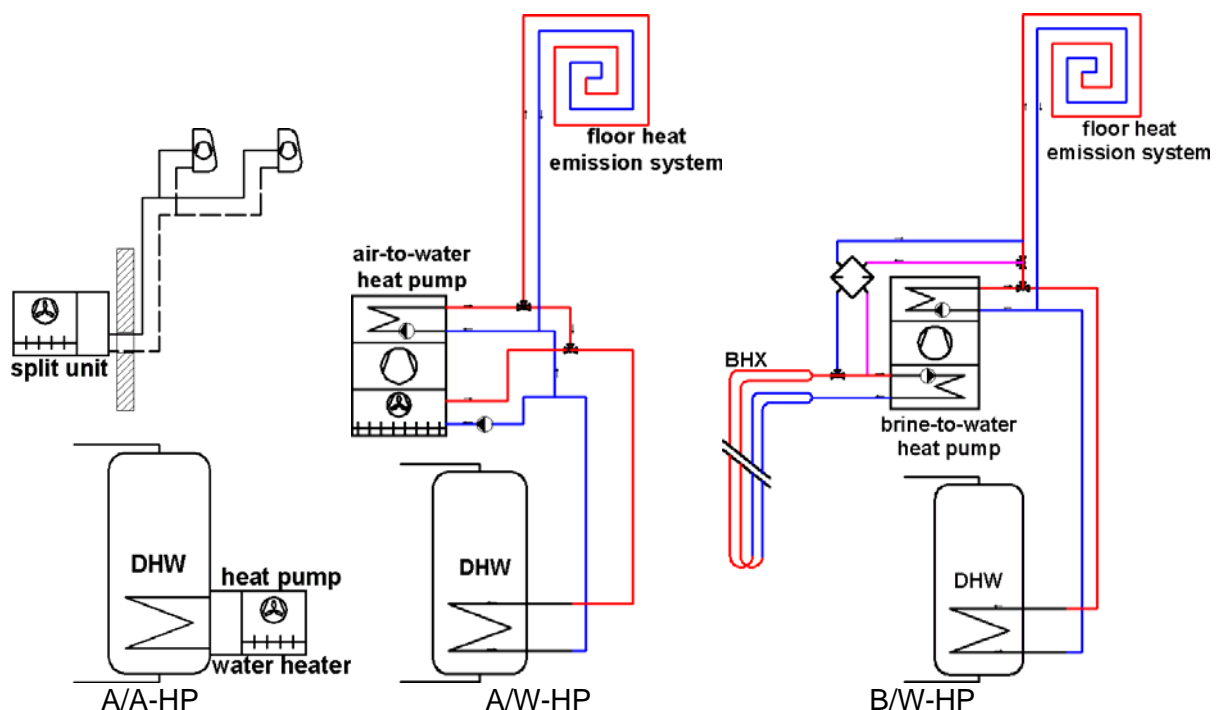 split unit
DHW
heat pump
water heater
A/A-HP
floor heat
emission system
air-to-water
heat pump
DHW
A/W-HP
floor heat
emission system
BHX
brine-to-water
heat pump
DHW
B/W-HP